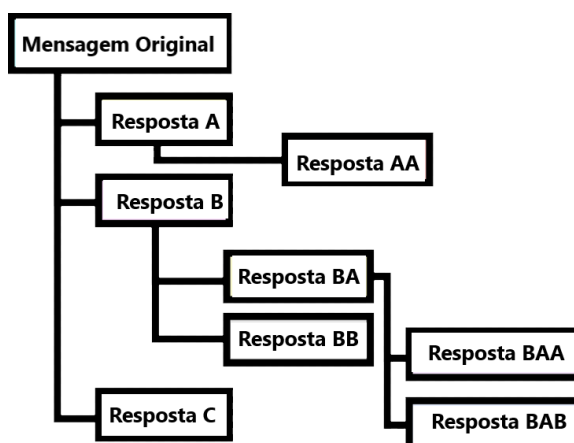 Mensagem Original
Resposta A
Resposta AA
Resposta B
Resposta BA
Resposta BB
Resposta BAA
Resposta BAB
Resposta C